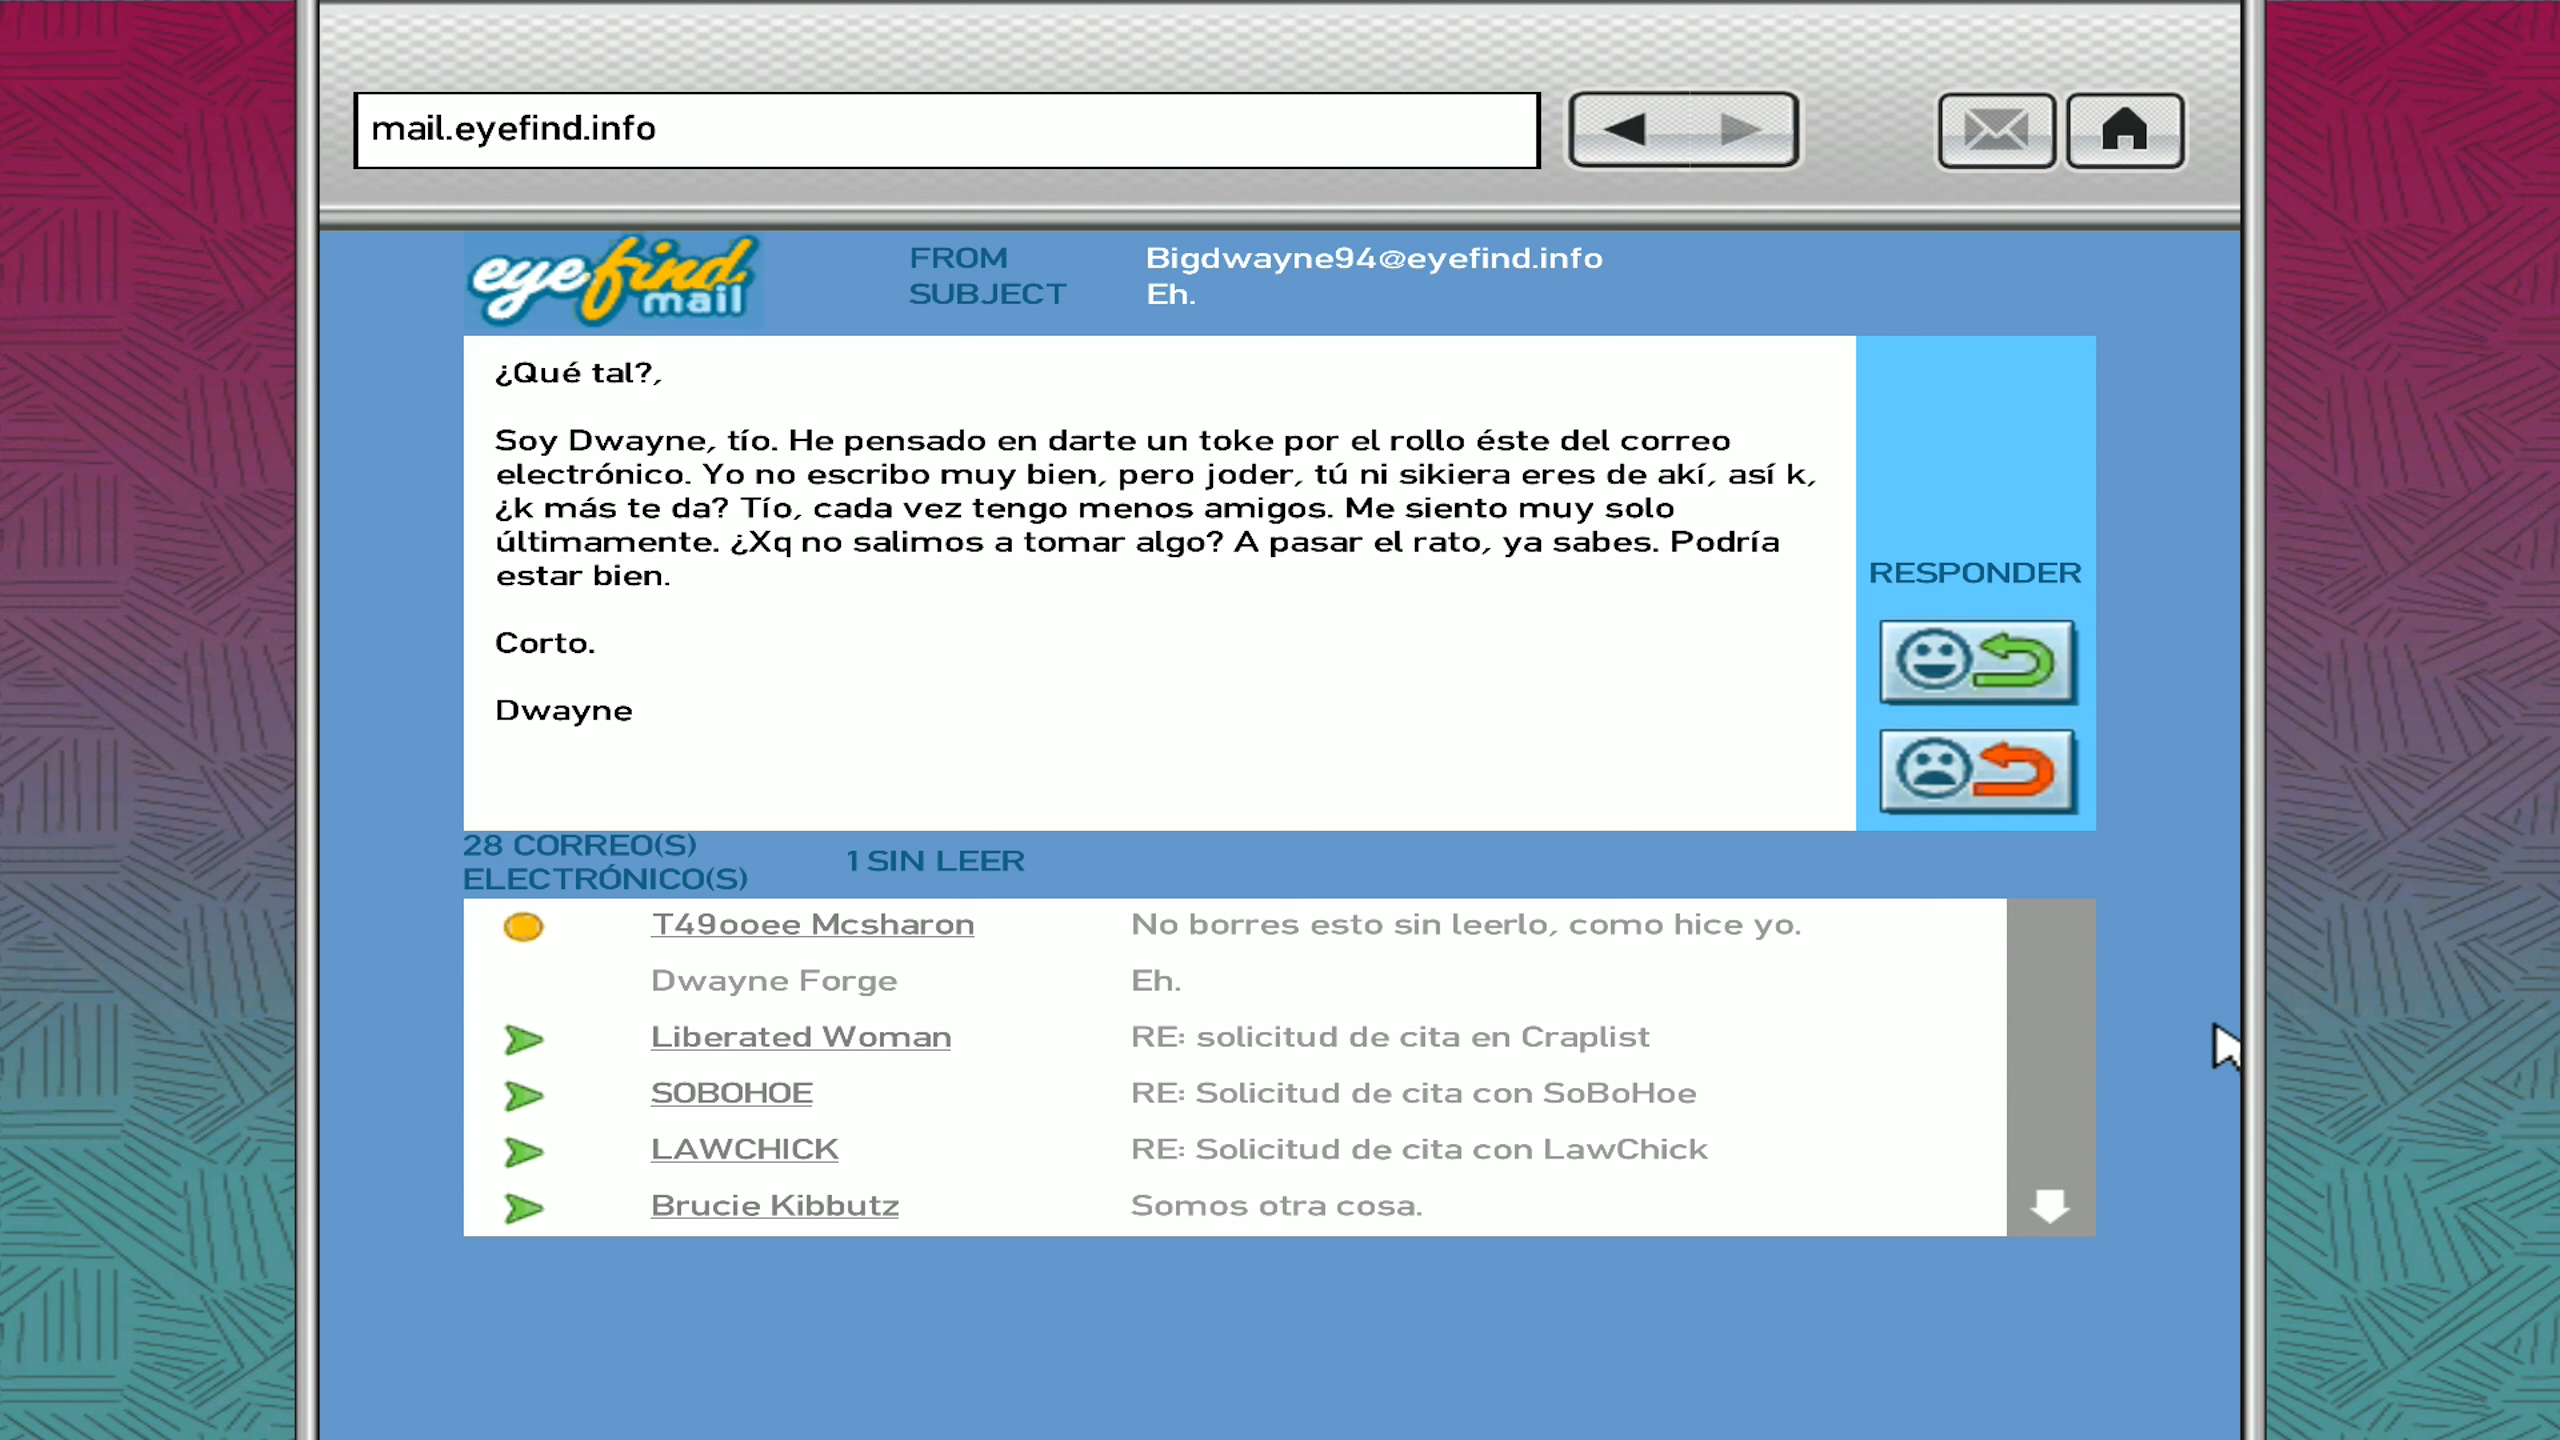 mail.eyefind.info
eyefind mail
FROM Bigdwayne94@eyefind.info
SUBJECT Eh.
¿Qué tal?,
Soy Dwayne, tío. He pensado en darte un toke por el rollo éste del correo
electrónico. Yo no escribo muy bien, pero joder, tú ni sikiera eres de akí, así k,
¿k más te da? Tío, cada vez tengo menos amigos. Me siento muy solo
últimamente. ¿Xq no salimos a tomar algo? A pasar el rato, ya sabes. Podría
estar bien.
Corto.
Dwayne
RESPONDER
28 CORREO(S)
ELECTRÓNICO(S)
1 SIN LEER
T49ooee Mcsharon No borres esto sin leerlo, como hice yo.
Dwayne Forge Eh.
Liberated Woman RE: solicitud de cita en Craplist
SOBOHOE RE: Solicitud de cita con SoBoHoe
LAWCHICK RE: Solicitud de cita con LawChick
Brucie Kibbutz Somos otra cosa.